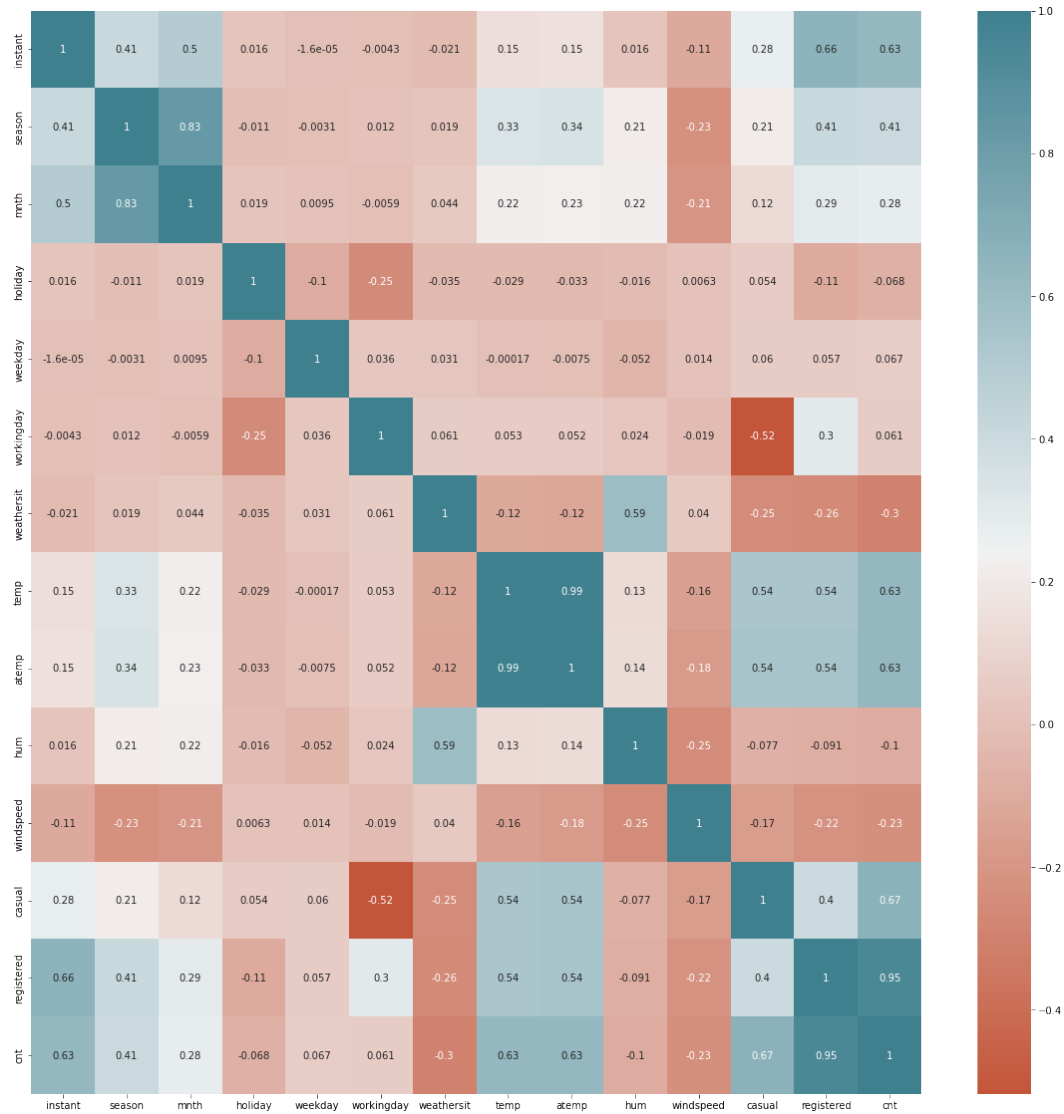 instant 1 0.41 0.5 0.016 -1.6e-05 -0.0043 -0.021 0.15 0.15 0.016 -0.11 0.28 0.66 0.63
season 0.41 1 0.83 -0.011 -0.0031 0.012 0.019 0.33 0.34 0.21 -0.23 0.21 0.41 0.41
mnth 0.5 0.83 1 0.019 0.0095 -0.0059 0.044 0.22 0.23 0.22 -0.21 0.12 0.29 0.28
holiday 0.016 -0.011 0.019 1 -0.1 -0.25 -0.035 -0.029 -0.033 -0.016 0.0063 0.054 -0.11 -0.068
weekday -1.6e-05 -0.0031 0.0095 -0.1 1 0.036 0.031 -0.00017 -0.0075 -0.052 0.014 0.06 0.057 0.067
workingday -0.0043 0.012 -0.0059 -0.25 0.036 1 0.061 0.053 0.052 0.024 -0.019 -0.52 0.3 0.061
weathersit -0.021 0.019 0.044 -0.035 0.031 0.061 1 -0.12 -0.12 0.59 0.04 -0.25 -0.26 -0.3
temp 0.15 0.33 0.22 -0.029 -0.00017 0.053 -0.12 1 0.99 0.13 -0.16 0.54 0.54 0.63
atemp 0.15 0.34 0.23 -0.033 -0.0075 0.052 -0.12 0.99 1 0.14 -0.18 0.54 0.54 0.63
hum 0.016 0.21 0.22 -0.016 -0.052 0.024 0.59 0.13 0.14 1 -0.25 -0.077 -0.091 -0.1
windspeed -0.11 -0.23 -0.21 0.0063 0.014 -0.019 0.04 -0.16 -0.18 -0.25 1 -0.17 -0.22 -0.23
casual 0.28 0.21 0.12 0.054 0.06 -0.52 -0.25 0.54 0.54 -0.077 -0.17 1 0.4 0.67
registered 0.66 0.41 0.29 -0.11 0.057 0.3 -0.26 0.54 0.54 -0.091 -0.22 0.4 1 0.95
cnt 0.63 0.41 0.28 -0.068 0.067 0.061 -0.3 0.63 0.63 -0.1 -0.23 0.67 0.95 1
instant season mnth holiday weekday workingday weathersit temp atemp hum windspeed casual registered cnt
1.0
0.8
0.6
0.4
0.2
0.0
−0.2
−0.4